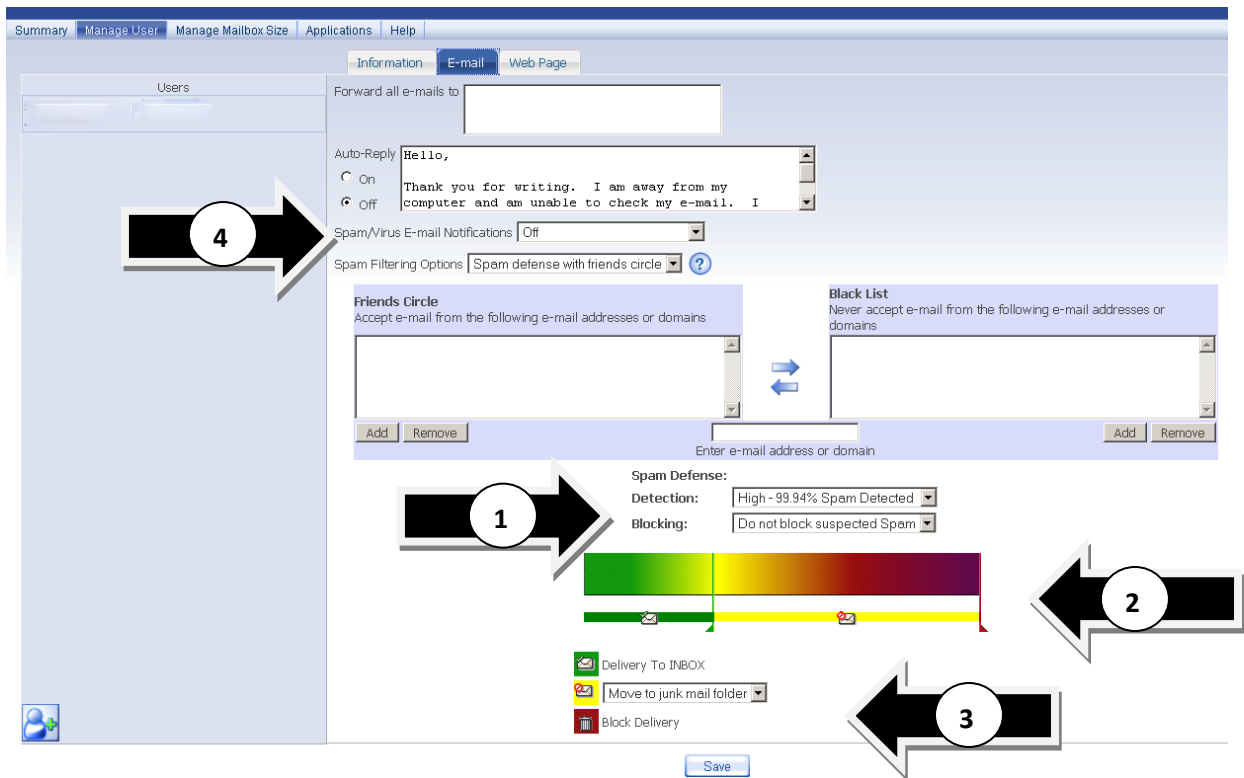 Summary Manage User Manage Mailbox Size Applications Help
Information E-mail Web Page
Users
Forward all e-mails to
Auto-Reply
On
Off
Hello,
Thank you for writing.  I am away from my
computer and am unable to check my e-mail.  I
4
Spam/Virus E-mail Notifications Off
Spam Filtering Options Spam defense with friends circle ?
Friends Circle
Accept e-mail from the following e-mail addresses or domains
Black List
Never accept e-mail from the following e-mail addresses or
domains
Add Remove
Enter e-mail address or domain
Add Remove
Spam Defense:
Detection: High - 99.94% Spam Detected
1
Blocking: Do not block suspected Spam
2
Delivery To INBOX
Move to junk mail folder
3
Block Delivery
Save